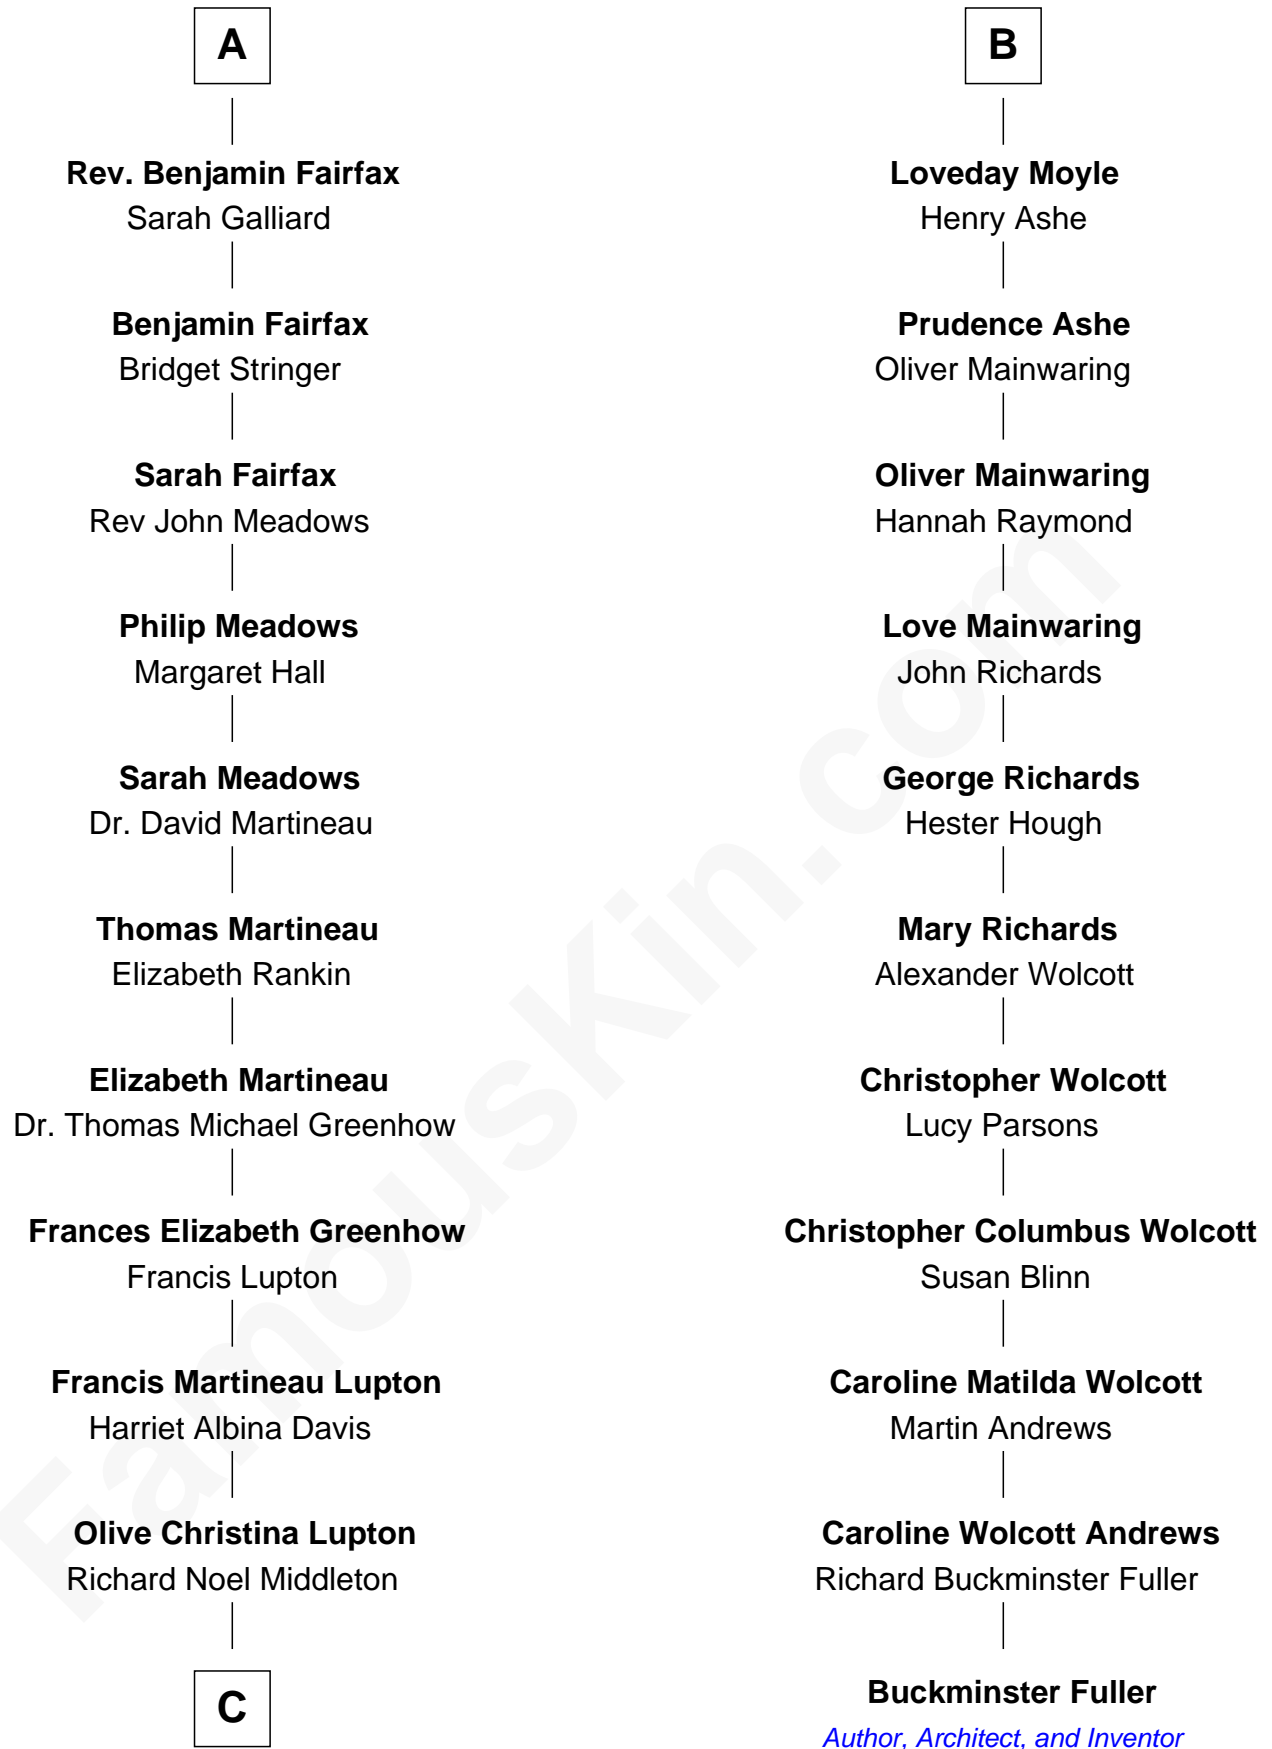 A
Rev. Benjamin Fairfax
Sarah Galliard
Benjamin Fairfax
Bridget Stringer
Sarah Fairfax
Rev John Meadows
Philip Meadows
Margaret Hall
Sarah Meadows
Dr. David Martineau
Thomas Martineau
Elizabeth Rankin
Elizabeth Martineau
Dr. Thomas Michael Greenhow
Frances Elizabeth Greenhow
Francis Lupton
Francis Martineau Lupton
Harriet Albina Davis
Olive Christina Lupton
Richard Noel Middleton
C
B
Loveday Moyle
Henry Ashe
Prudence Ashe
Oliver Mainwaring
Oliver Mainwaring
Hannah Raymond
Love Mainwaring
John Richards
George Richards
Hester Hough
Mary Richards
Alexander Wolcott
Christopher Wolcott
Lucy Parsons
Christopher Columbus Wolcott
Susan Blinn
Caroline Matilda Wolcott
Martin Andrews
Caroline Wolcott Andrews
Richard Buckminster Fuller
Buckminster Fuller
Author, Architect, and Inventor
FamousKin.com